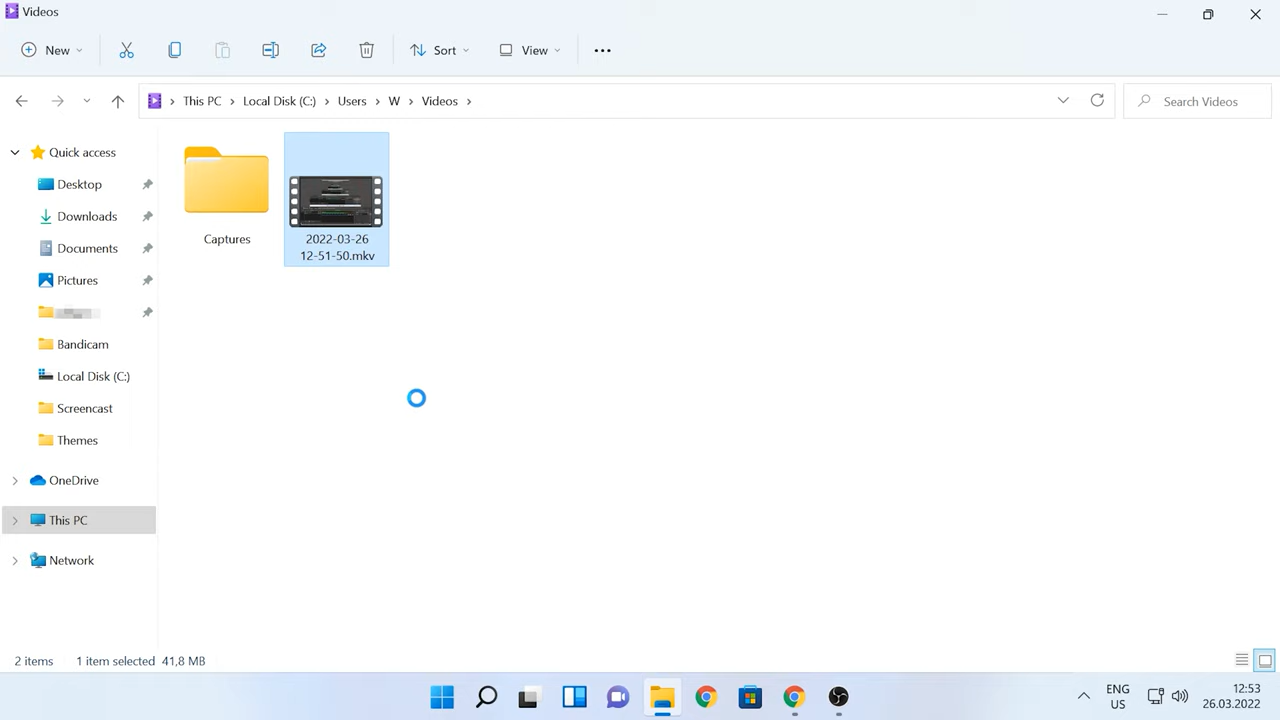 Videos
New
Sort
View
This PC
Local Disk (C:)
Users
W
Videos
Search Videos
Quick access
Desktop
Downloads
Documents
Pictures
Bandicam
Local Disk (C:)
Screencast
Themes
OneDrive
This PC
Network
Captures
2022-03-26
12-51-50.mkv
2 items
1 item selected 41,8 MB
ENG
US
12:53
26.03.2022